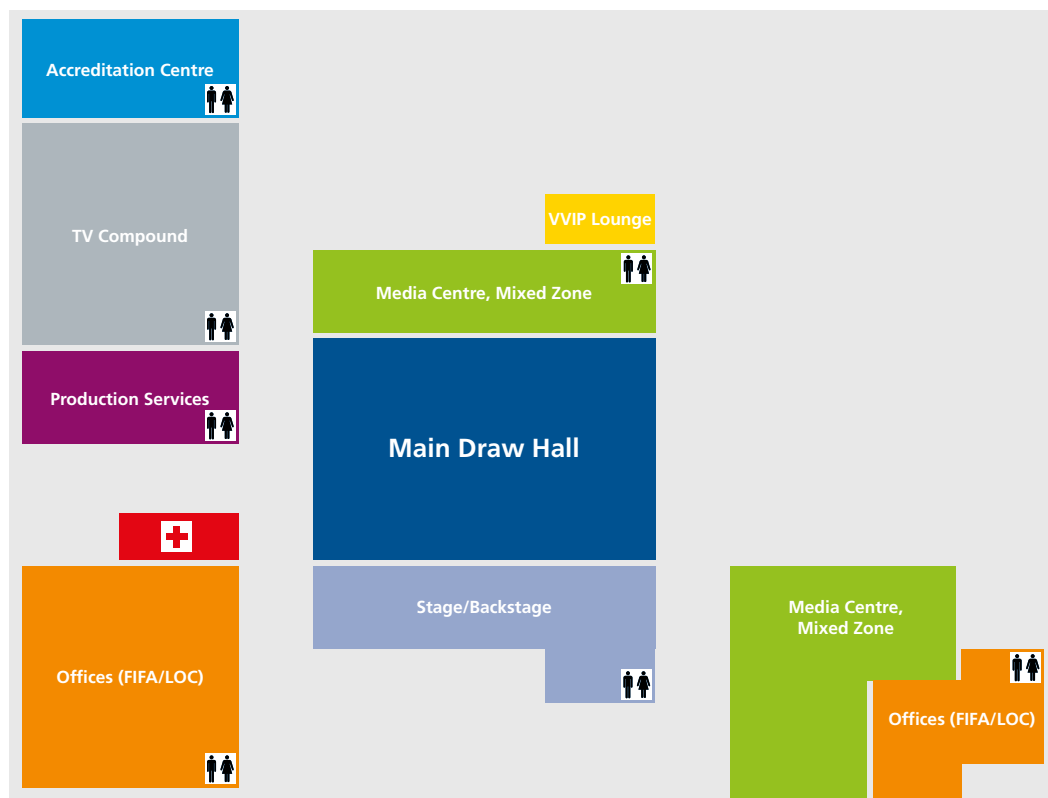 Accreditation Centre
TV Compound
VVIP Lounge
Media Centre, Mixed Zone
Production Services
Main Draw Hall
Stage/Backstage
Media Centre,
Mixed Zone
Offices (FIFA/LOC)
Offices (FIFA/LOC)